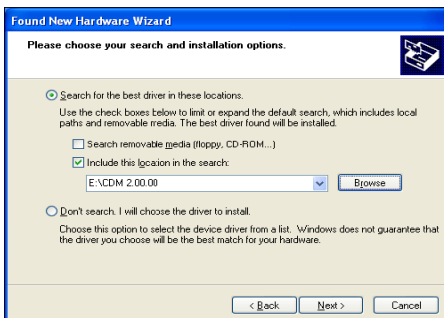 Found New Hardware Wizard
Please choose your search and installation options.
Search for the best driver in these locations.
Use the check boxes below to limit or expand the default search, which includes local
paths and removable media. The best driver found will be installed.
Search removable media (floppy, CD-ROM...)
Include this location in the search:
E:\CDM 2.00.00
Browse
Don't search. I will choose the driver to install.
Choose this option to select the device driver from a list. Windows does not guarantee that
the driver you choose will be the best match for your hardware.
< Back Next > Cancel